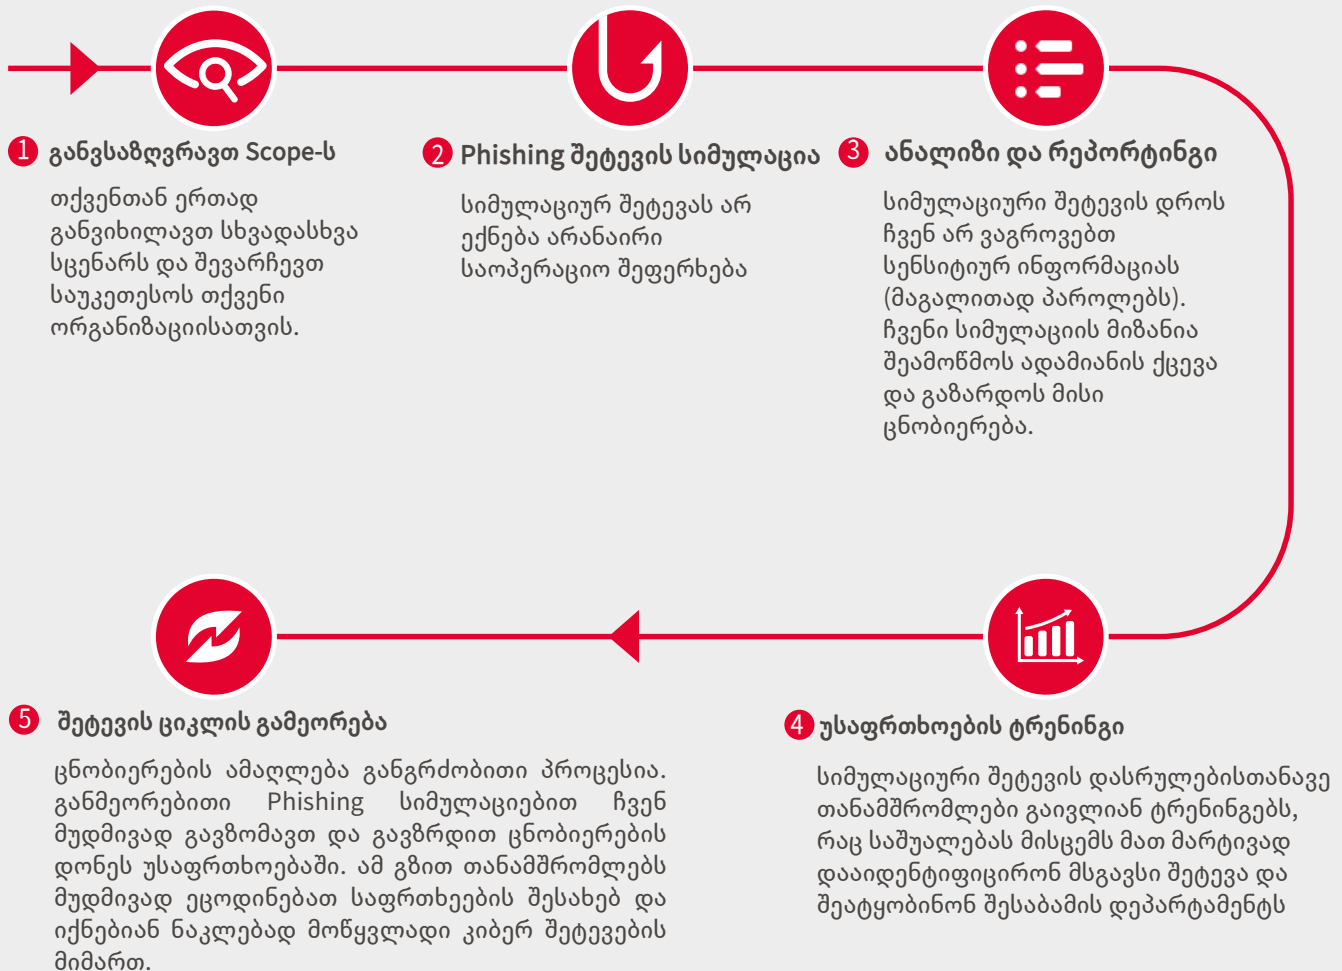 1 განვსაზღვრავთ Scope-ს
თქვენთან ერთად
განვიხილავთ სხვადასხვა
სცენარს და შევარჩევთ
საუკეთესოს თქვენი
ორგანიზაციისათვის.
2 Phishing შეტევის სიმულაცია
სიმულაციურ შეტევას არ
ექნება არანაირი
საოპერაციო შეფერხება
3 ანალიზი და რეპორტინგი
სიმულაციური შეტევის დროს
ჩვენ არ ვაგროვებთ
სენსიტიურ ინფორმაციას
(მაგალითად პაროლებს).
ჩვენი სიმულაციის მიზანია
შეამოწმოს ადამიანის ქცევა
და გაზარდოს მისი
ცნობიერება.
4 უსაფრთხოების ტრენინგი
სიმულაციური შეტევის დასრულებისთანავე
თანამშრომლები გაივლიან ტრენინგებს,
რაც საშუალებას მისცემს მათ მარტივად
დააიდენტიფიცირონ მსგავსი შეტევა და
შეატყობინონ შესაბამის დეპარტამენტს
5 შეტევის ციკლის გამეორება
ცნობიერების ამაღლება განგრძობითი პროცესია.
განმეორებითი Phishing სიმულაციებით ჩვენ
მუდმივად გავზომავთ და გავზრდით ცნობიერების
დონეს უსაფრთხოებაში. ამ გზით თანამშრომლებს
მუდმივად ეცოდინებათ საფრთხეების შესახებ და
იქნებიან ნაკლებად მოწყვლადი კიბერ შეტევების
მიმართ.